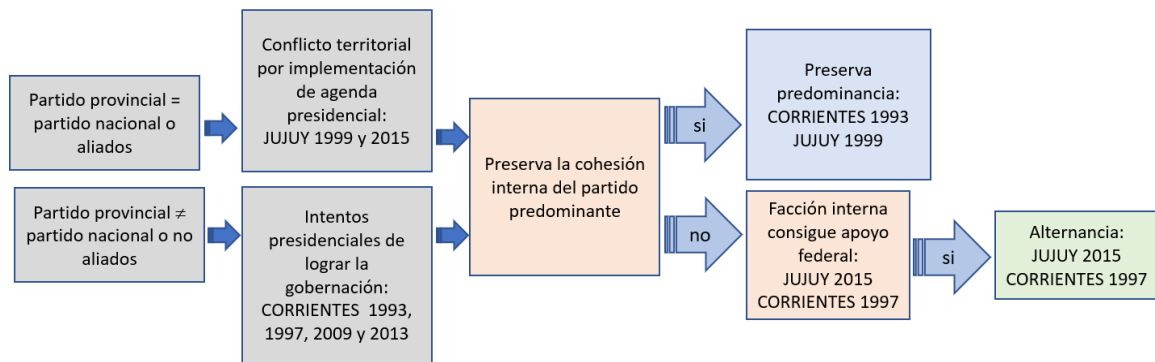 Partido provincial =
partido nacional o
aliados
Conflicto territorial
por implementación
de agenda
presidencial:
JUJUY 1999 y 2015
Partido provincial ≠
partido nacional o no
aliados
Intentos
presidenciales de
lograr la
gobernación:
CORRIENTES 1993,
1997, 2009 y 2013
Preserva la cohesión
interna del partido
predominante
si
Preserva
predominancia:
CORRIENTES 1993
JUJUY 1999
no
Facción interna
consigue apoyo
federal:
JUJUY 2015
CORRIENTES 1997
si
Alternancia:
JUJUY 2015
CORRIENTES 1997